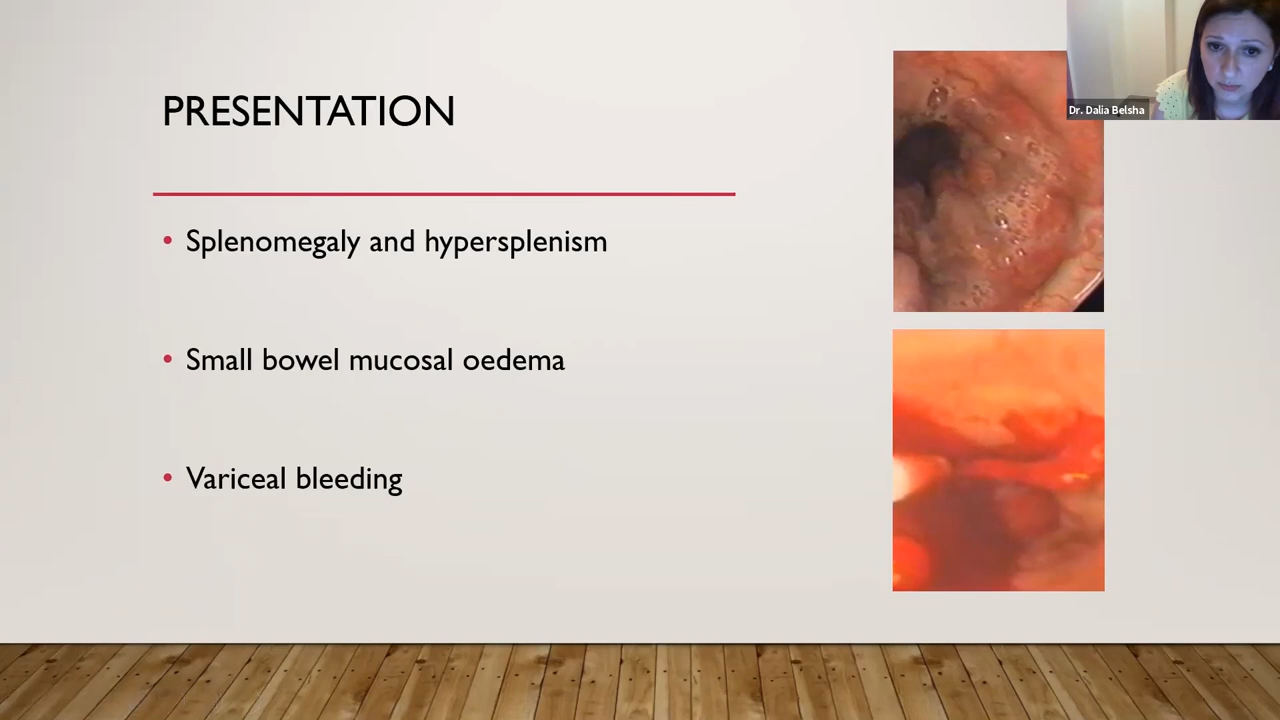 PRESENTATION
Dr. Dalia Belsha
• Splenomegaly and hypersplenism
• Small bowel mucosal oedema
• Variceal bleeding